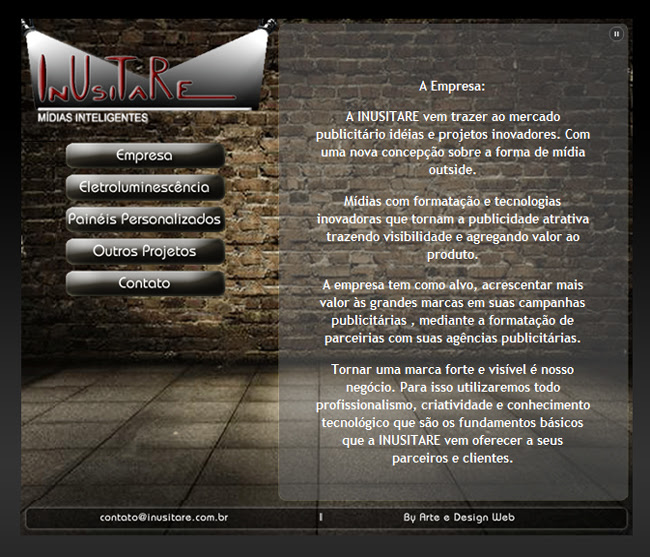 INUSITARE
MÍDIAS INTELIGENTES
Empresa
Eletroluminescência
Painéis Personalizados
Outros Projetos
Contato
A Empresa:
A INUSITARE vem trazer ao mercado
publicitário idéias e projetos inovadores. Com
uma nova concepção sobre a forma de mídia
outside.
Mídias com formatação e tecnologias
inovadoras que tornam a publicidade atrativa
trazendo visibilidade e agregando valor ao
produto.
A empresa tem como alvo, acrescentar mais
valor às grandes marcas em suas campanhas
publicitárias , mediante a formatação de
parceirias com suas agências publicitárias.
Tornar uma marca forte e visível é nosso
negócio. Para isso utilizaremos todo
profissionalismo, criatividade e conhecimento
tecnológico que são os fundamentos básicos
que a INUSITARE vem oferecer a seus
parceiros e clientes.
contato@inusitare.com.br
By Arte e Design Web